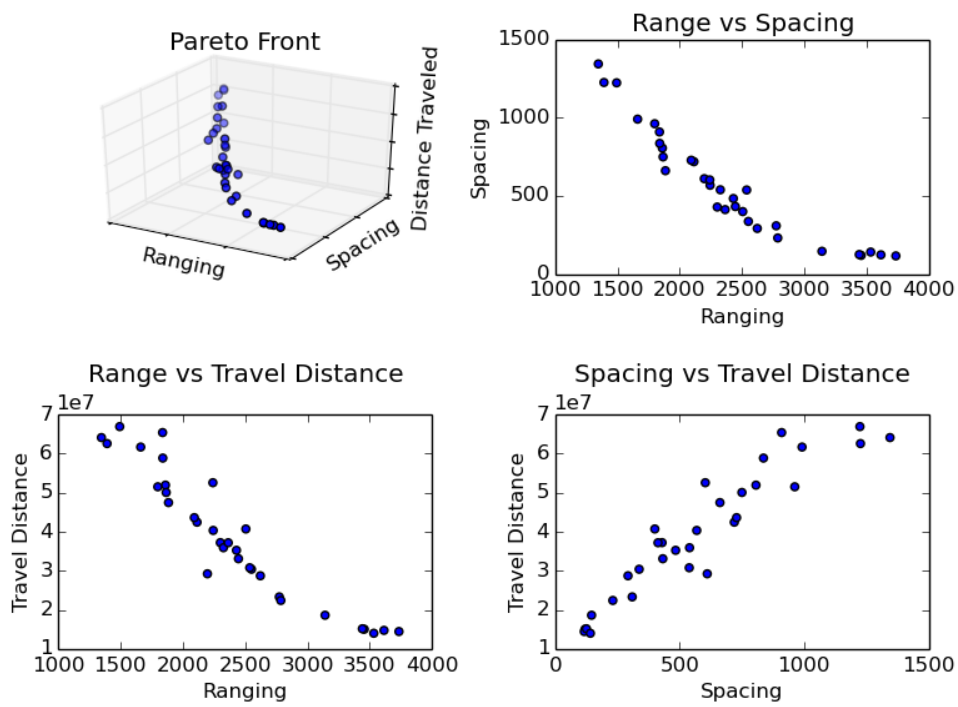 Pareto Front
Ranging
Spacing
Distance Traveled
Range vs Spacing
1500
1000
500
0
Spacing
1000 1500 2000 2500 3000 3500 4000
Ranging
Range vs Travel Distance
1e7
7
6
5
4
3
2
1
Travel Distance
1000 1500 2000 2500 3000 3500 4000
Ranging
Spacing vs Travel Distance
1e7
7
6
5
4
3
2
1
Travel Distance
0 500 1000 1500
Spacing